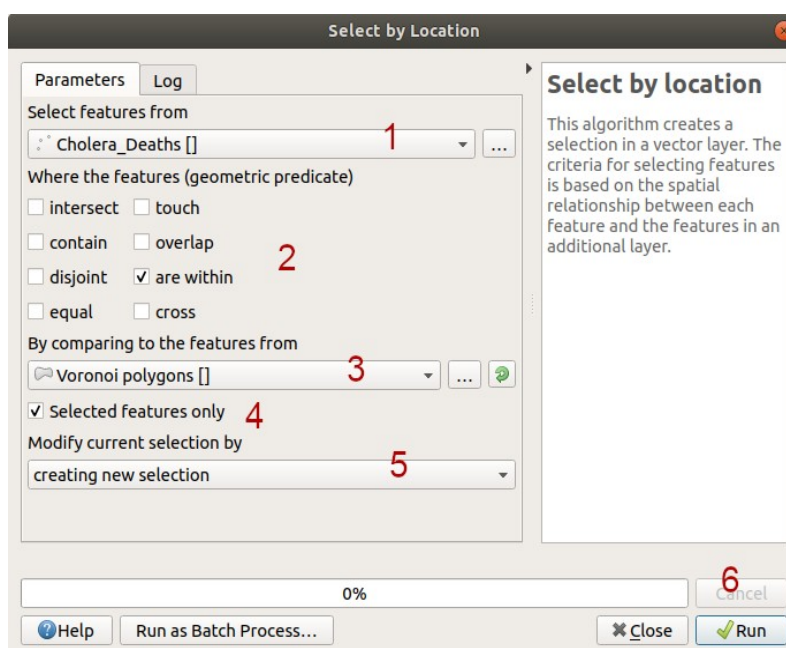 Select by Location
Parameters Log
Select features from
Cholera_Deaths [] 1 ...
Where the features (geometric predicate)
intersect touch
contain overlap
2
disjoint are within
equal cross
By comparing to the features from
Voronoi polygons [] 3 ...
Selected features only 4
Modify current selection by
creating new selection 5
Select by location
This algorithm creates a
selection in a vector layer. The
criteria for selecting features
is based on the spatial
relationship between each
feature and the features in an
additional layer.
0%
6
Cancel
Help Run as Batch Process... Close Run